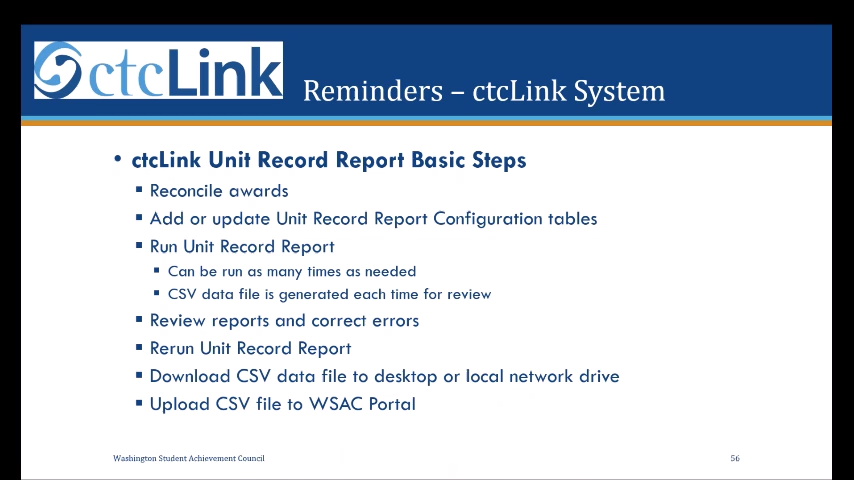 ctcLink
Reminders – ctcLink System
• ctcLink Unit Record Report Basic Steps
▪ Reconcile awards
▪ Add or update Unit Record Report Configuration tables
▪ Run Unit Record Report
▪ Can be run as many times as needed
▪ CSV data file is generated each time for review
▪ Review reports and correct errors
▪ Rerun Unit Record Report
▪ Download CSV data file to desktop or local network drive
▪ Upload CSV file to WSAC Portal
Washington Student Achievement Council
56